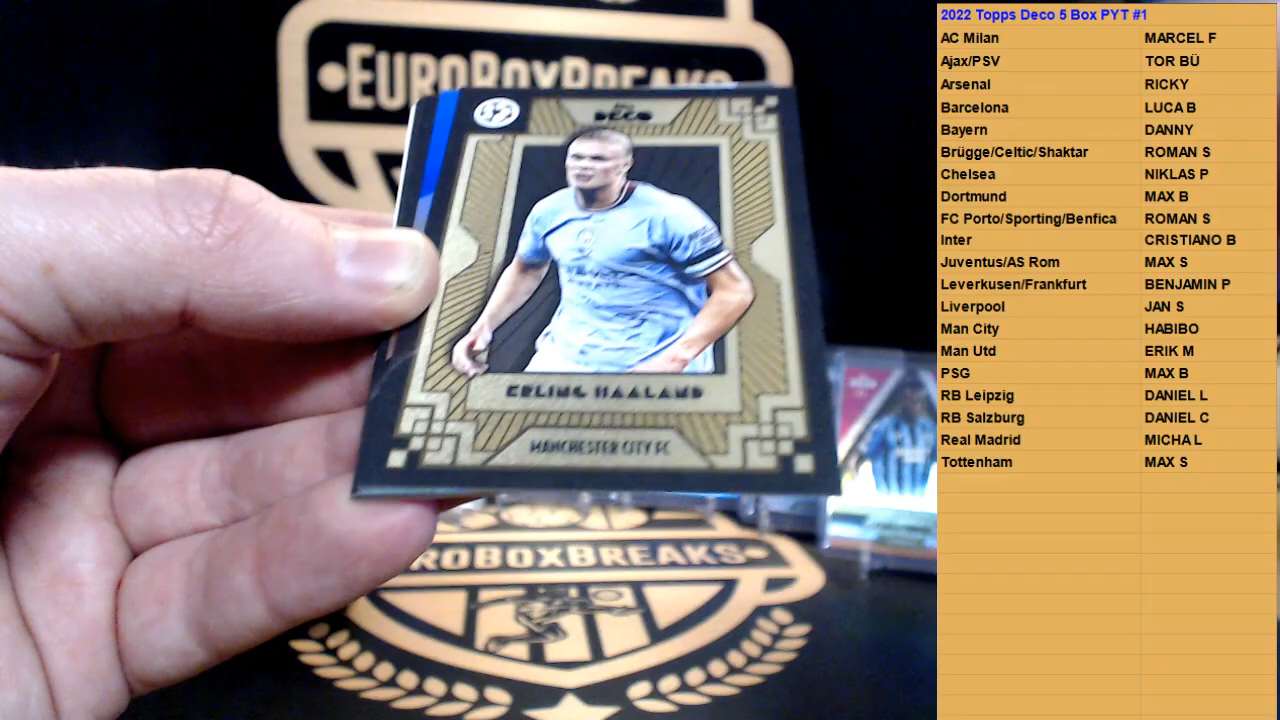 EUROBOXBREAKS
DECO
ERLING HAALAND
MANCHESTER CITY FC
EUROBOXBREAKS
2022 Topps Deco 5 Box PYT #1
AC Milan MARCEL F
Ajax/PSV TOR BÜ
Arsenal RICKY
Barcelona LUCA B
Bayern DANNY
Brügge/Celtic/Shaktar ROMAN S
Chelsea NIKLAS P
Dortmund MAX B
FC Porto/Sporting/Benfica ROMAN S
Inter CRISTIANO B
Juventus/AS Rom MAX S
Leverkusen/Frankfurt BENJAMIN P
Liverpool JAN S
Man City HABIBO
Man Utd ERIK M
PSG MAX B
RB Leipzig DANIEL L
RB Salzburg DANIEL C
Real Madrid MICHA L
Tottenham MAX S